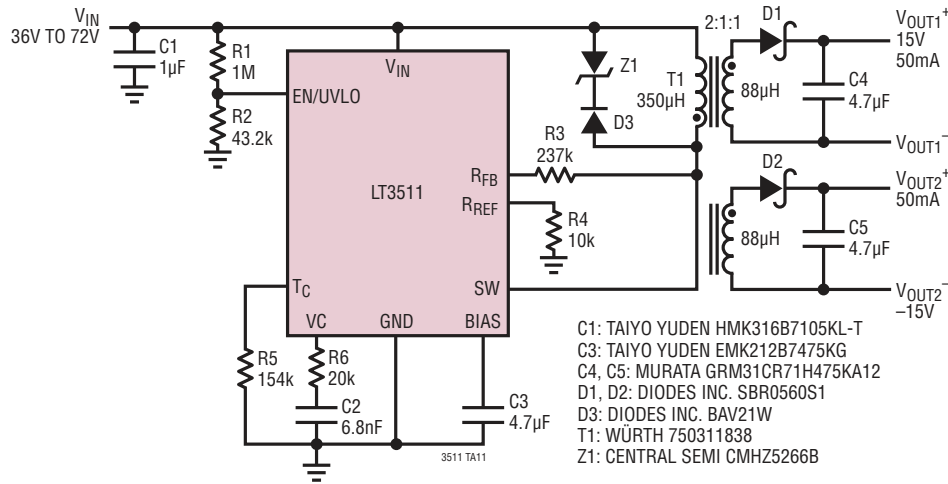 VIN
36V TO 72V
C1
1µF
R1
1M
R2
43.2k
VIN
EN/UVLO
LT3511
RFB
RREF
SW
TC
VC
GND
BIAS
R3
237k
R4
10k
R5
154k
R6
20k
C2
6.8nF
C3
4.7µF
3511 TA11
Z1
D3
T1
350µH
2:1:1
88µH
D1
C4
4.7µF
VOUT1+
15V
50mA
VOUT1–
D2
88µH
C5
4.7µF
VOUT2+
50mA
VOUT2–
–15V
C1: TAIYO YUDEN HMK316B7105KL-T
C3: TAIYO YUDEN EMK212B7475KG
C4, C5: MURATA GRM31CR71H475KA12
D1, D2: DIODES INC. SBR0560S1
D3: DIODES INC. BAV21W
T1: WÜRTH 750311838
Z1: CENTRAL SEMI CMHZ5266B